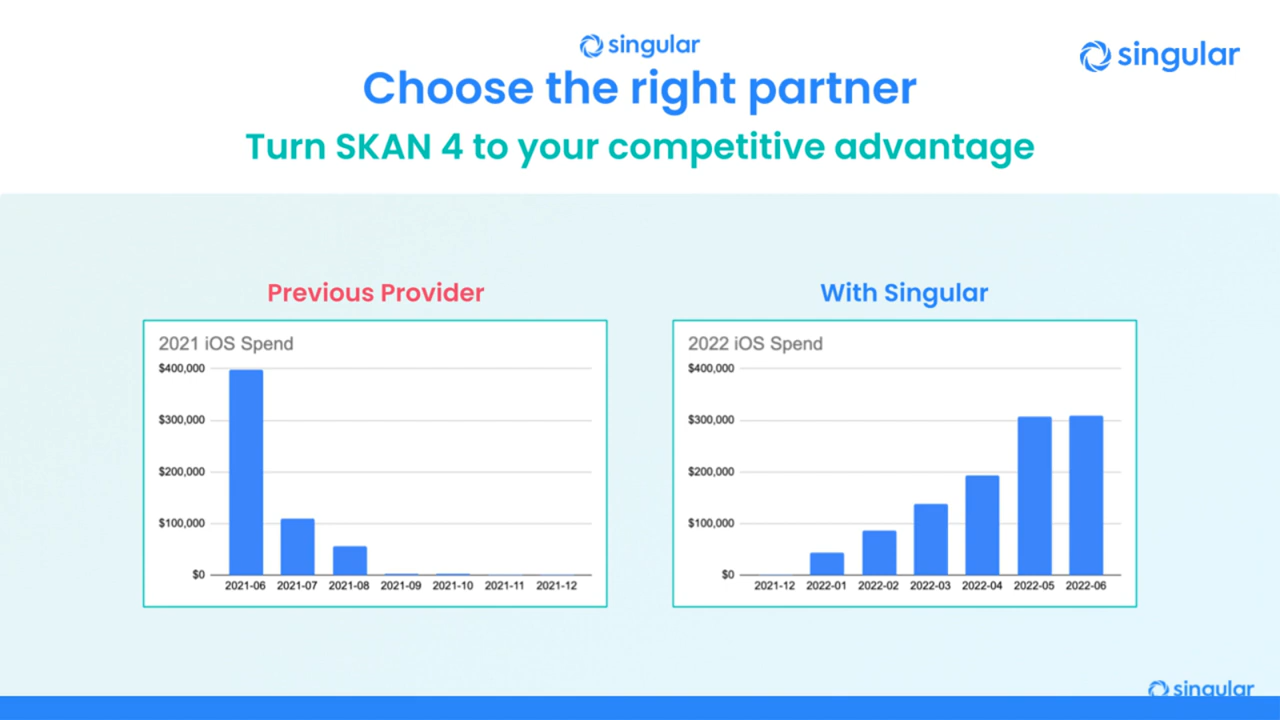 singular
singular
Choose the right partner
Turn SKAN 4 to your competitive advantage
Previous Provider
2021 iOS Spend
$400,000
$300,000
$200,000
$100,000
$0
2021-06 2021-07 2021-08 2021-09 2021-10 2021-11 2021-12
With Singular
2022 iOS Spend
$400,000
$300,000
$200,000
$100,000
$0
2021-12 2022-01 2022-02 2022-03 2022-04 2022-05 2022-06
singular